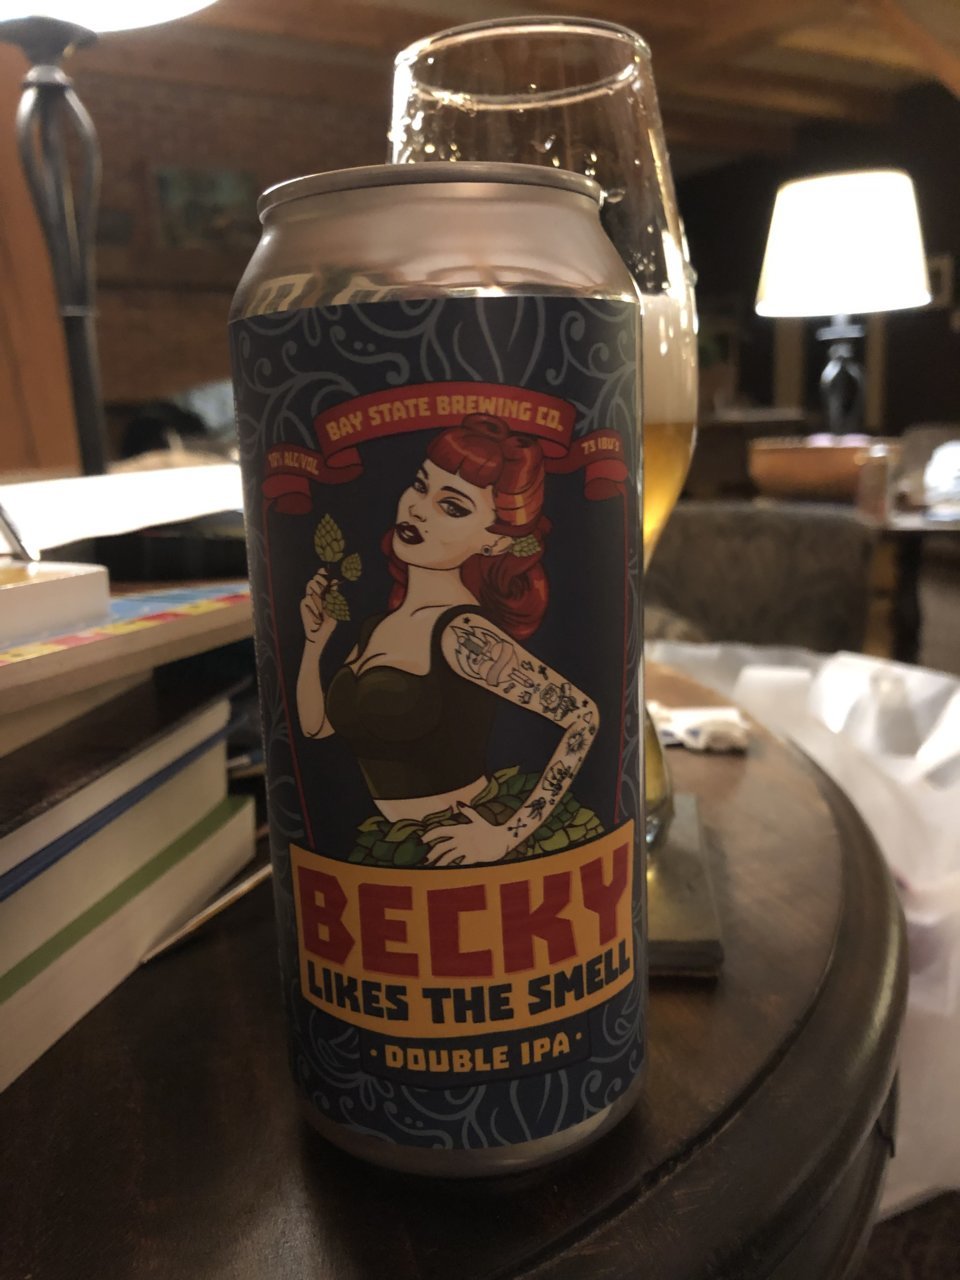 BAY STATE BREWING CO.
10% ALC/VOL
73 IBU'S
BECKY
LIKES THE SMELL
• DOUBLE IPA •